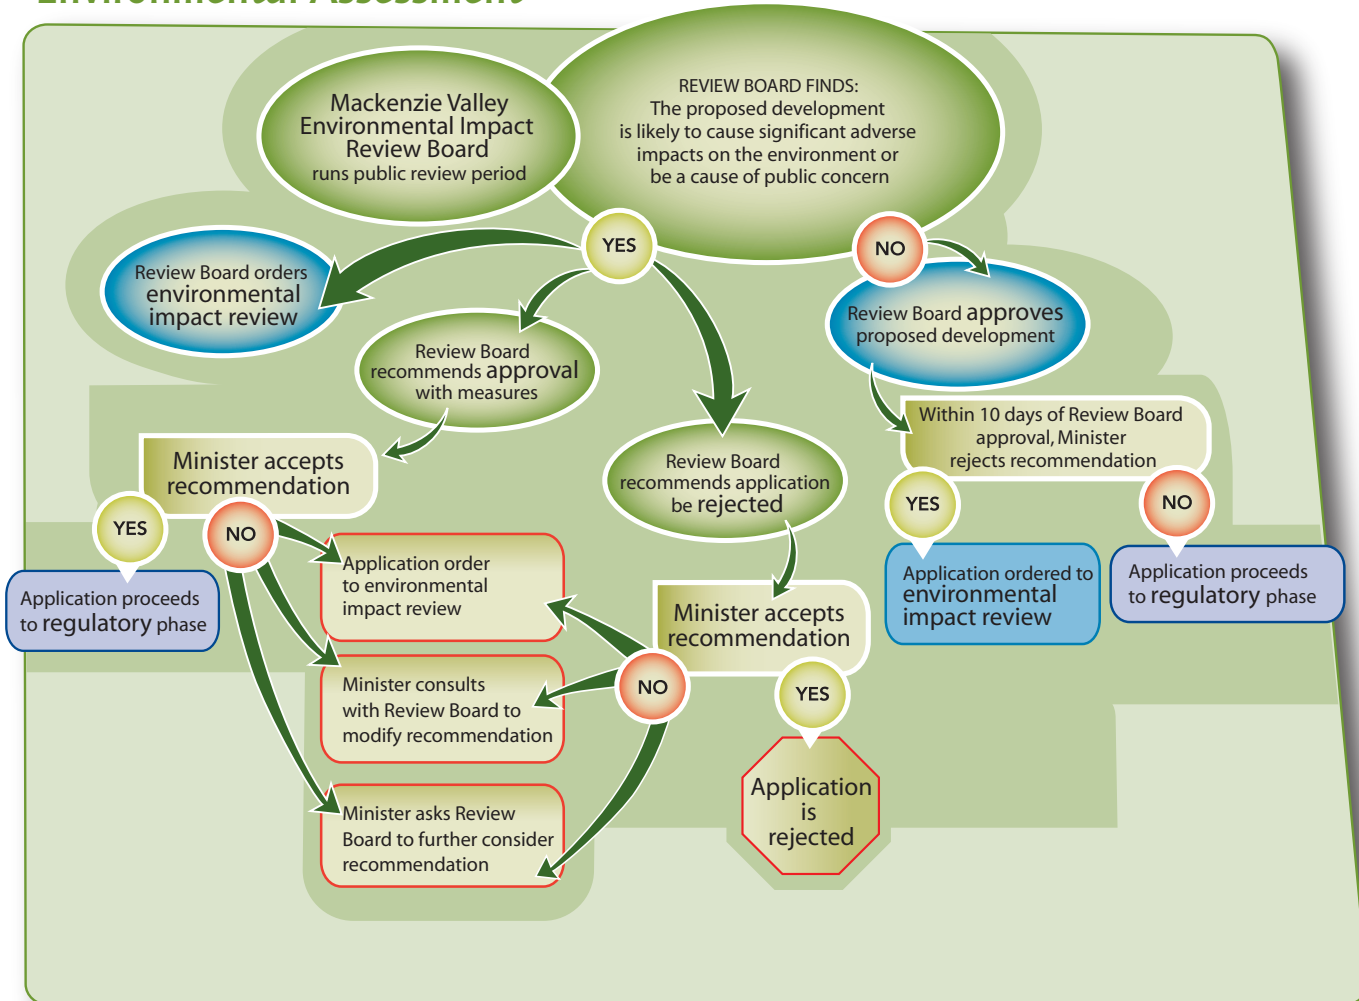 Environmental Assessment
Mackenzie Valley
Environmental Impact
Review Board
runs public review period
REVIEW BOARD FINDS:
The proposed development
is likely to cause significant adverse
impacts on the environment or
be a cause of public concern
YES
NO
Review Board orders
environmental
impact review
Review Board
recommends approval
with measures
Review Board approves
proposed development
Minister accepts
recommendation
YES
NO
Application proceeds
to regulatory phase
Review Board
recommends application
be rejected
Within 10 days of Review Board
approval, Minister
rejects recommendation
YES
NO
Application ordered to
environmental
impact review
Application proceeds
to regulatory phase
Application order
to environmental
impact review
Minister consults
with Review Board to
modify recommendation
Minister asks Review
Board to further consider
recommendation
Minister accepts
recommendation
NO
YES
Application
is
rejected